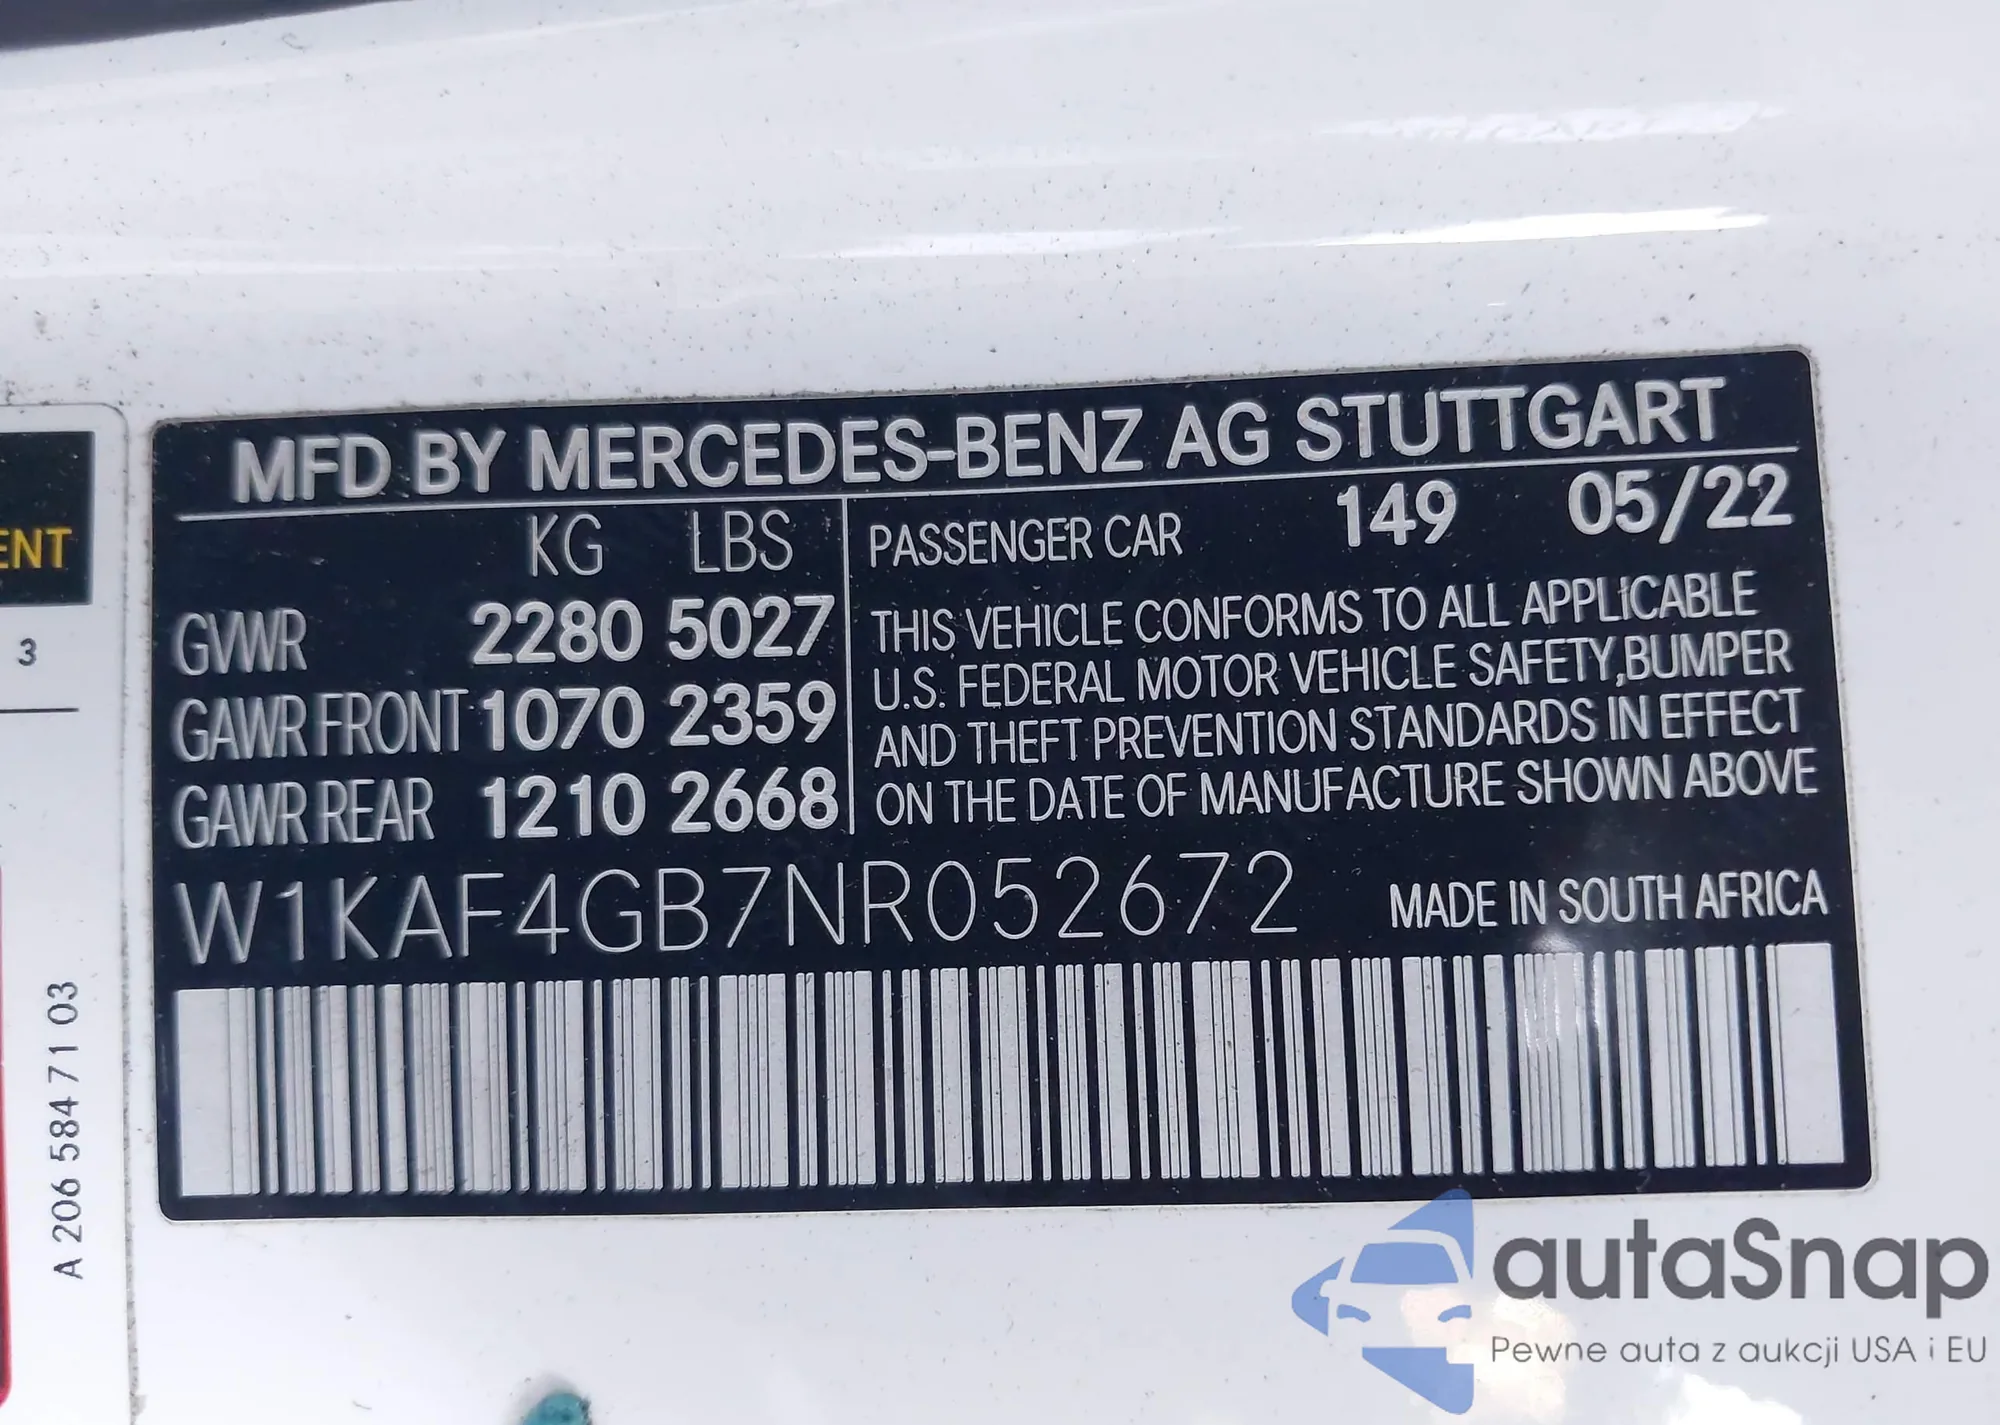 MFD BY MERCEDES-BENZ AG STUTTGART
KG LBS
GVWR 2280 5027
GAWR FRONT 1070 2359
GAWR REAR 1210 2668
PASSENGER CAR 149 05/22
THIS VEHICLE CONFORMS TO ALL APPLICABLE
U.S. FEDERAL MOTOR VEHICLE SAFETY, BUMPER
AND THEFT PREVENTION STANDARDS IN EFFECT
ON THE DATE OF MANUFACTURE SHOWN ABOVE
W1KAF4GB7NR052672
MADE IN SOUTH AFRICA
ENT
3
A 206 584 71 03
autaSnap
Pewne auta z aukcji USA i EU